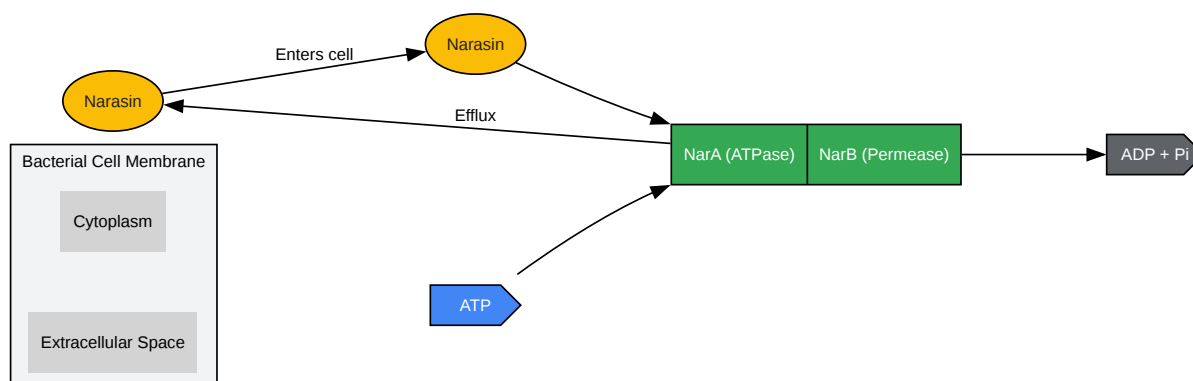 Narasin
Enters cell
Narasin
Efflux
NarA (ATPase)
NarB (Permease)
ADP + Pi
Bacterial Cell Membrane
Cytoplasm
ATP
Extracellular Space